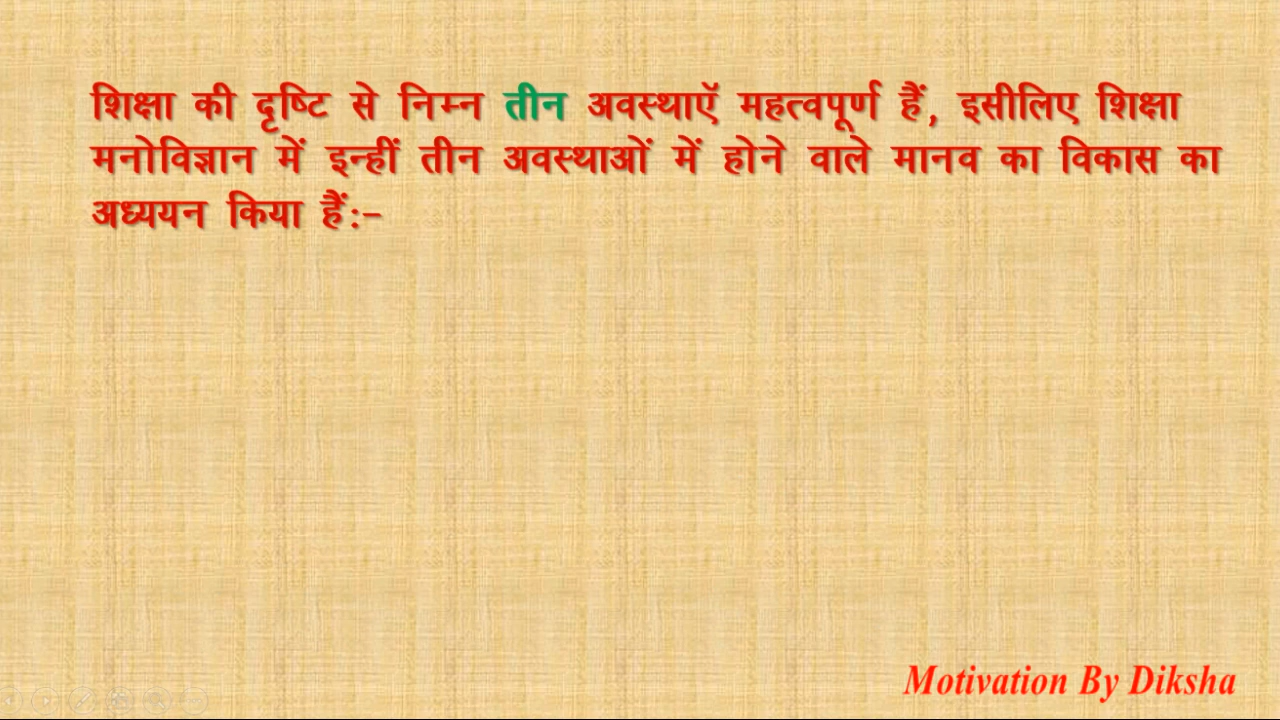 शिक्षा की दृष्टि से निम्न तीन अवस्थाऍ महत्वपूर्ण हैं, इसीलिए शिक्षा
मनोविज्ञान में इन्हीं तीन अवस्थाओं में होने वाले मानव का विकास का
अध्ययन किया हैं:-
Motivation By Diksha